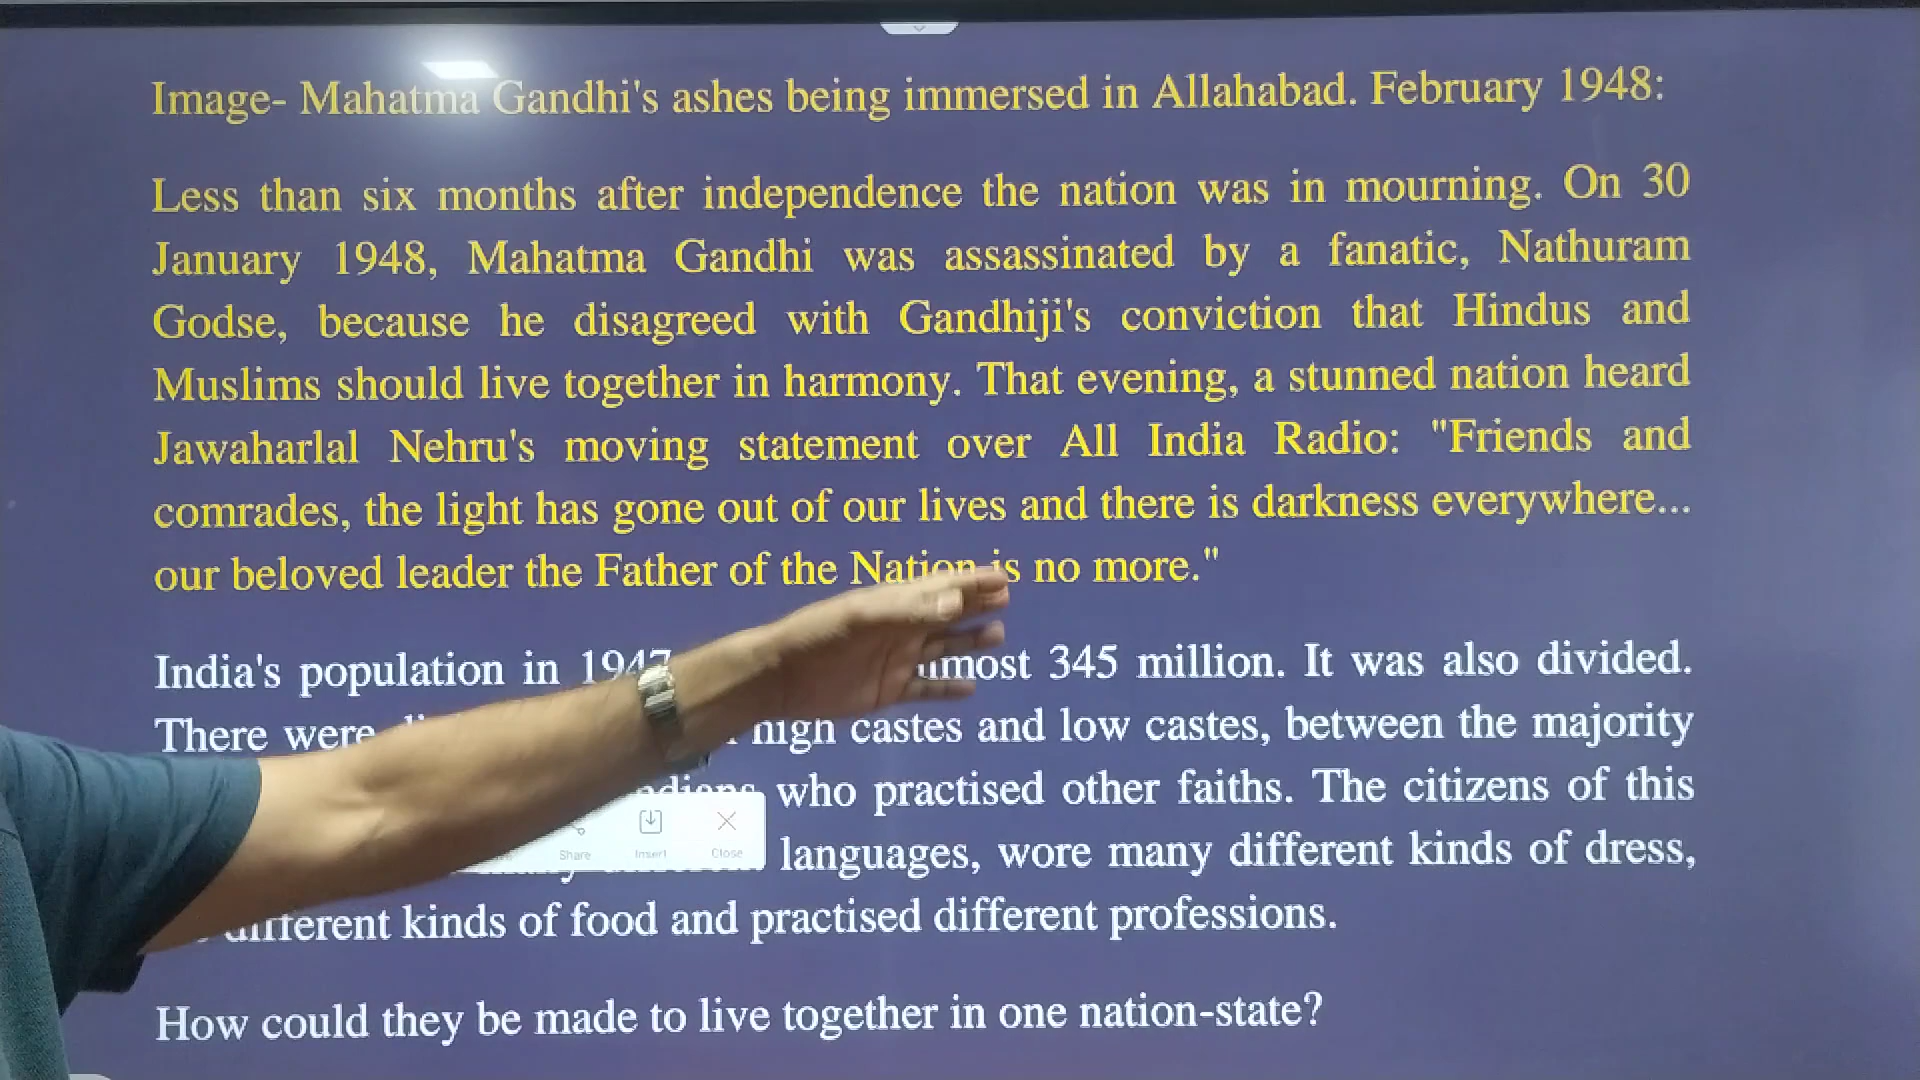 Image- Mahatma Gandhi's ashes being immersed in Allahabad. February 1948:
Less than six months after independence the nation was in mourning. On 30
January 1948, Mahatma Gandhi was assassinated by a fanatic, Nathuram
Godse, because he disagreed with Gandhiji's conviction that Hindus and
Muslims should live together in harmony. That evening, a stunned nation heard
Jawaharlal Nehru's moving statement over All India Radio: "Friends and
comrades, the light has gone out of our lives and there is darkness everywhere...
our beloved leader the Father of the Nation is no more."
India's population in 1947 almost 345 million. It was also divided.
There were high castes and low castes, between the majority
who practised other faiths. The citizens of this
Share Insert Close
languages, wore many different kinds of dress,
different kinds of food and practised different professions.
How could they be made to live together in one nation-state?